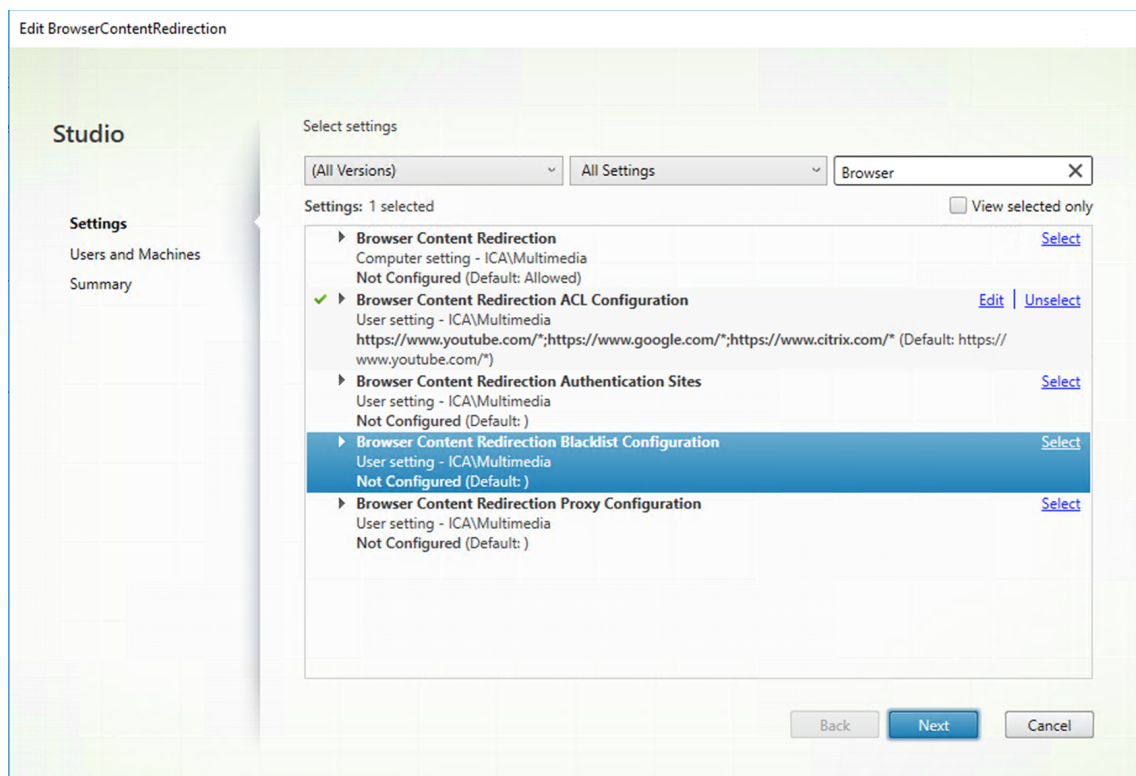 Edit BrowserContentRedirection
Studio
Settings
Users and Machines
Summary
Select settings
(All Versions)
All Settings
Browser
Settings: 1 selected
View selected only
Browser Content Redirection
Select
Computer setting - ICA\Multimedia
Not Configured (Default: Allowed)
Browser Content Redirection ACL Configuration
Edit | Unselect
User setting - ICA\Multimedia
https://www.youtube.com/*;https://www.google.com/*;https://www.citrix.com/* (Default: https://
www.youtube.com/*)
Browser Content Redirection Authentication Sites
Select
User setting - ICA\Multimedia
Not Configured (Default: )
Browser Content Redirection Blacklist Configuration
Select
User setting - ICA\Multimedia
Not Configured (Default: )
Browser Content Redirection Proxy Configuration
Select
User setting - ICA\Multimedia
Not Configured (Default: )
Back
Next
Cancel